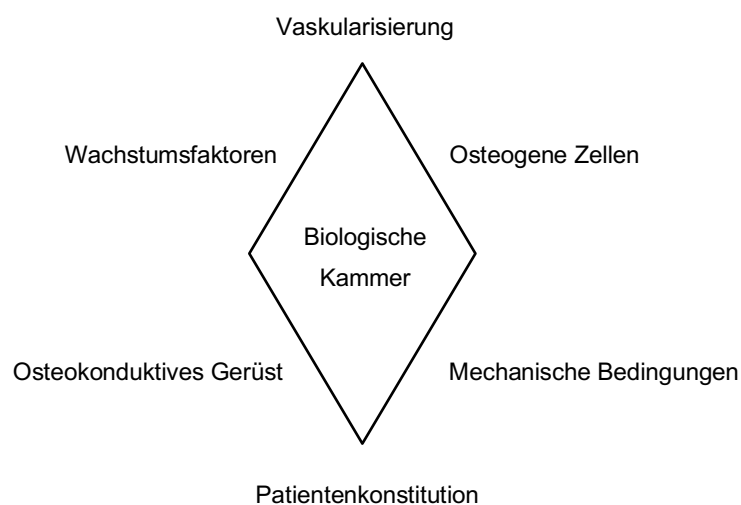 Vaskularisierung
Wachstumsfaktoren
Osteogene Zellen
Biologische
Kammer
Osteokonduktives Gerüst
Mechanische Bedingungen
Patientenkonstitution